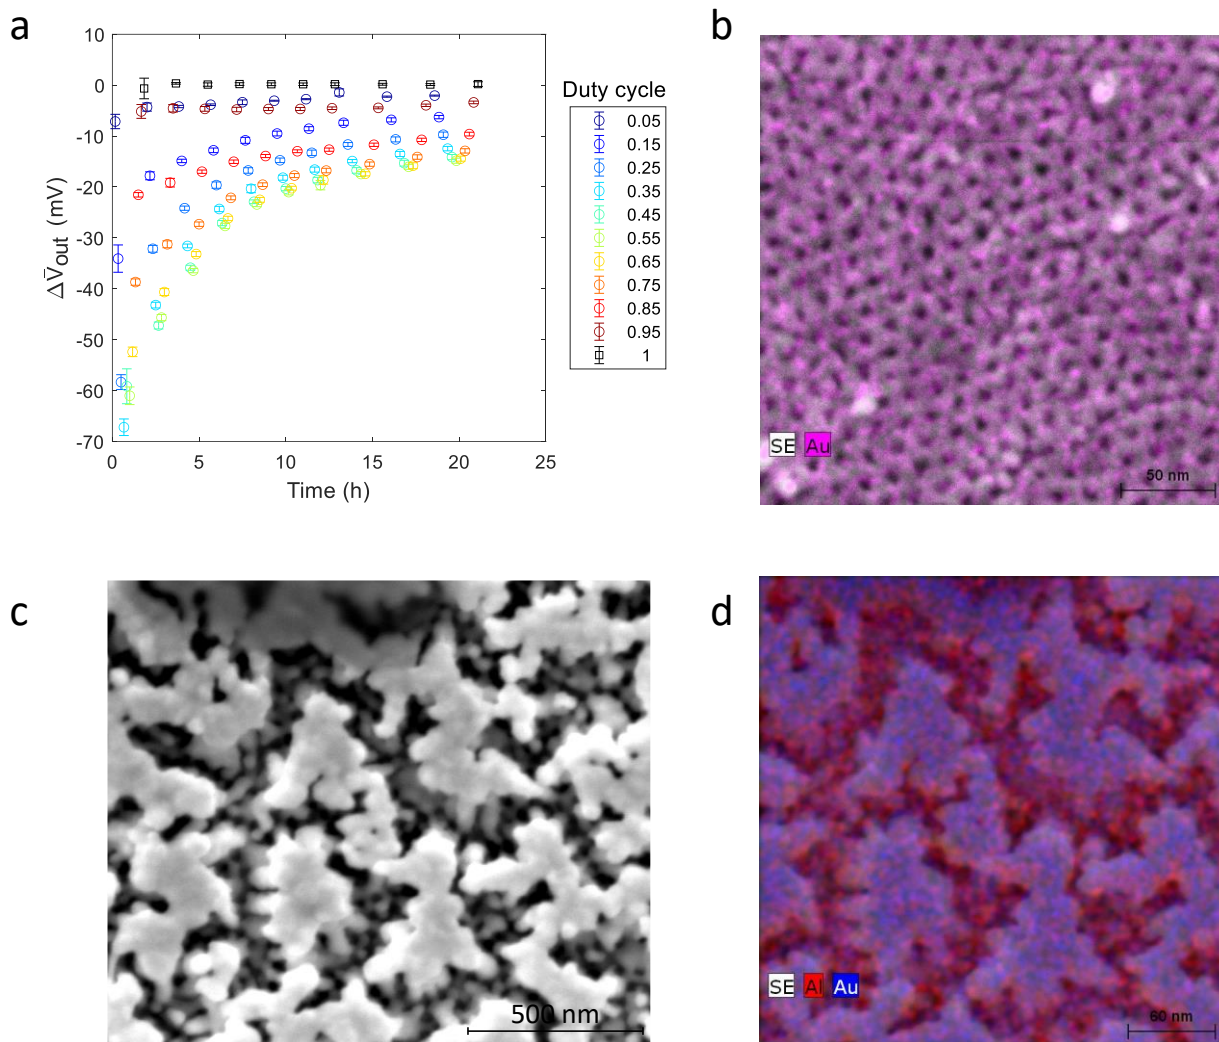 a
10
0
-10
-20
-30
-40
-50
-60
-70
0
5
10
15
20
25
ΔV̄out (mV)
Time (h)
Duty cycle
0.05
0.15
0.25
0.35
0.45
0.55
0.65
0.75
0.85
0.95
1
b
SE Au
50 nm
c
500 nm
d
SE Al Au
60 nm